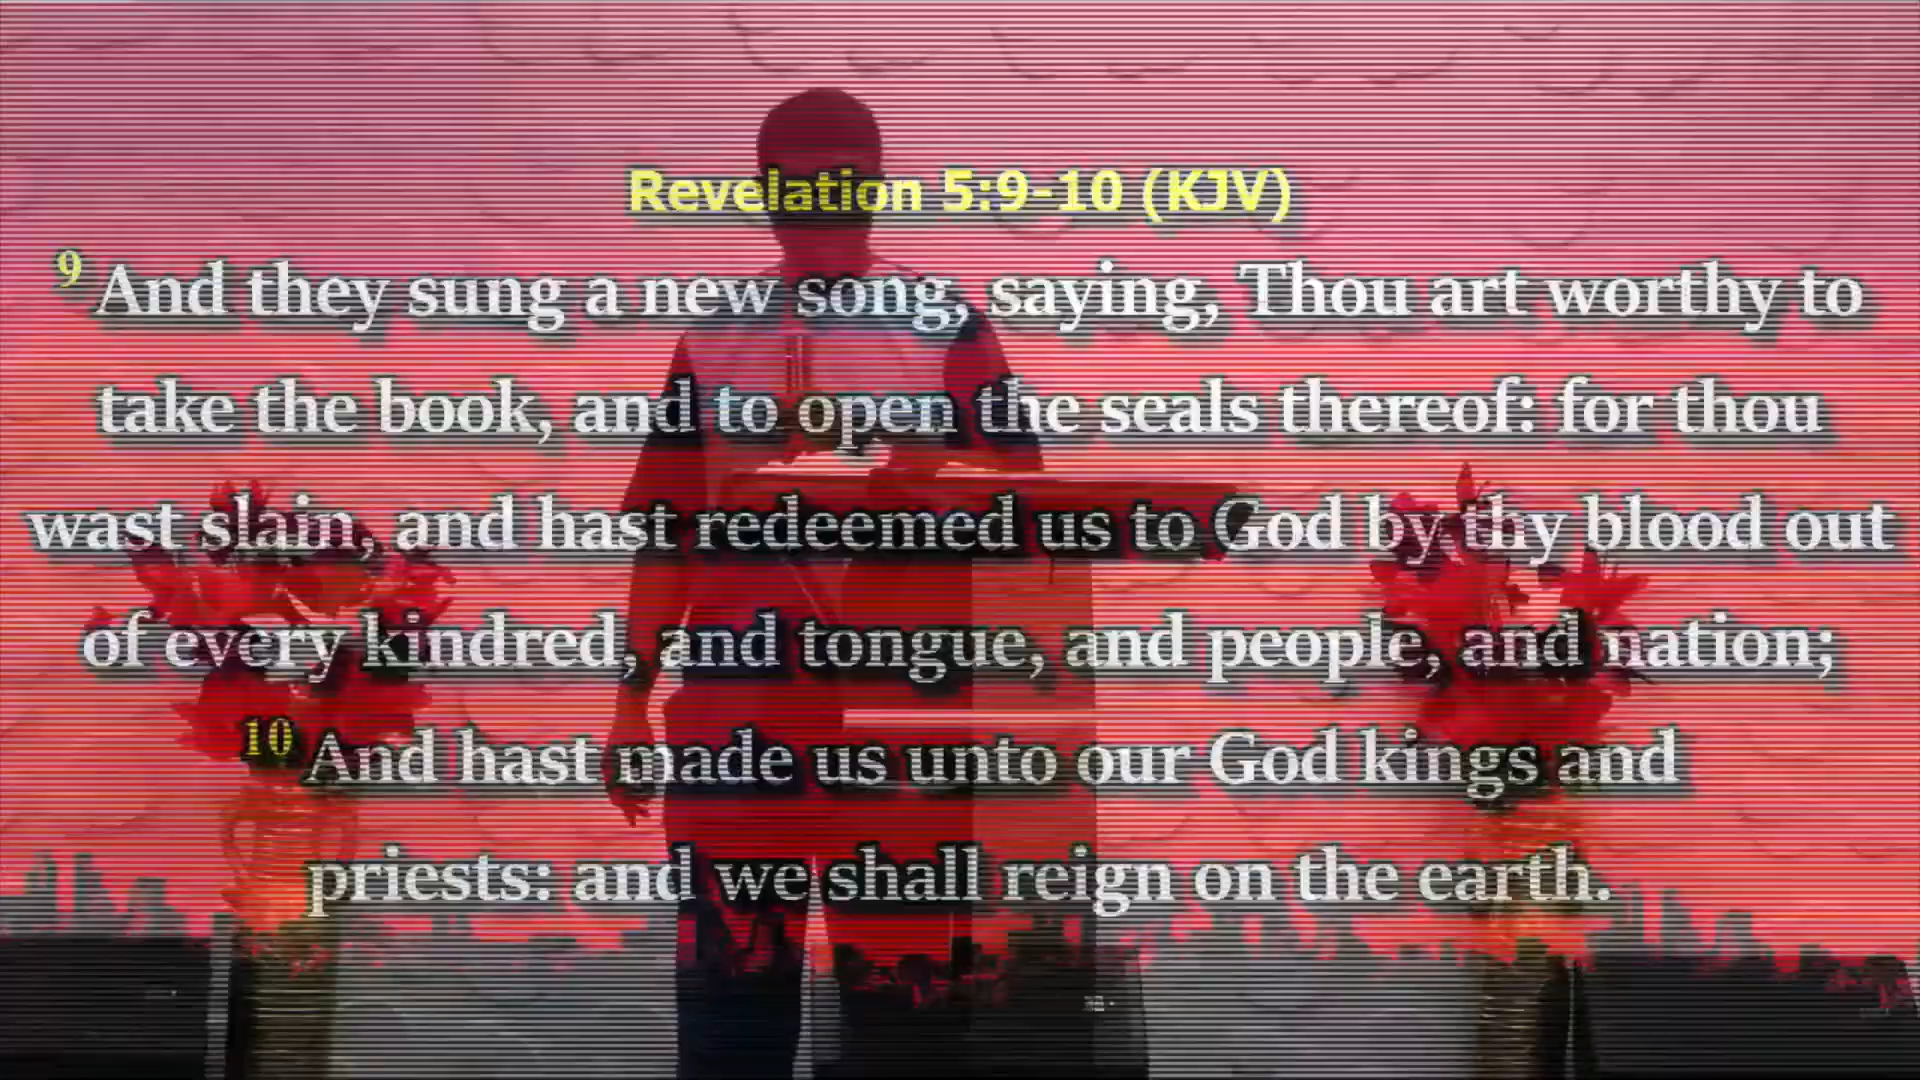 Revelation 5:9-10 (KJV)
9 And they sung a new song, saying, Thou art worthy to
take the book, and to open the seals thereof: for thou
wast slain, and hast redeemed us to God by thy blood out
of every kindred, and tongue, and people, and nation;
10 And hast made us unto our God kings and
priests: and we shall reign on the earth.